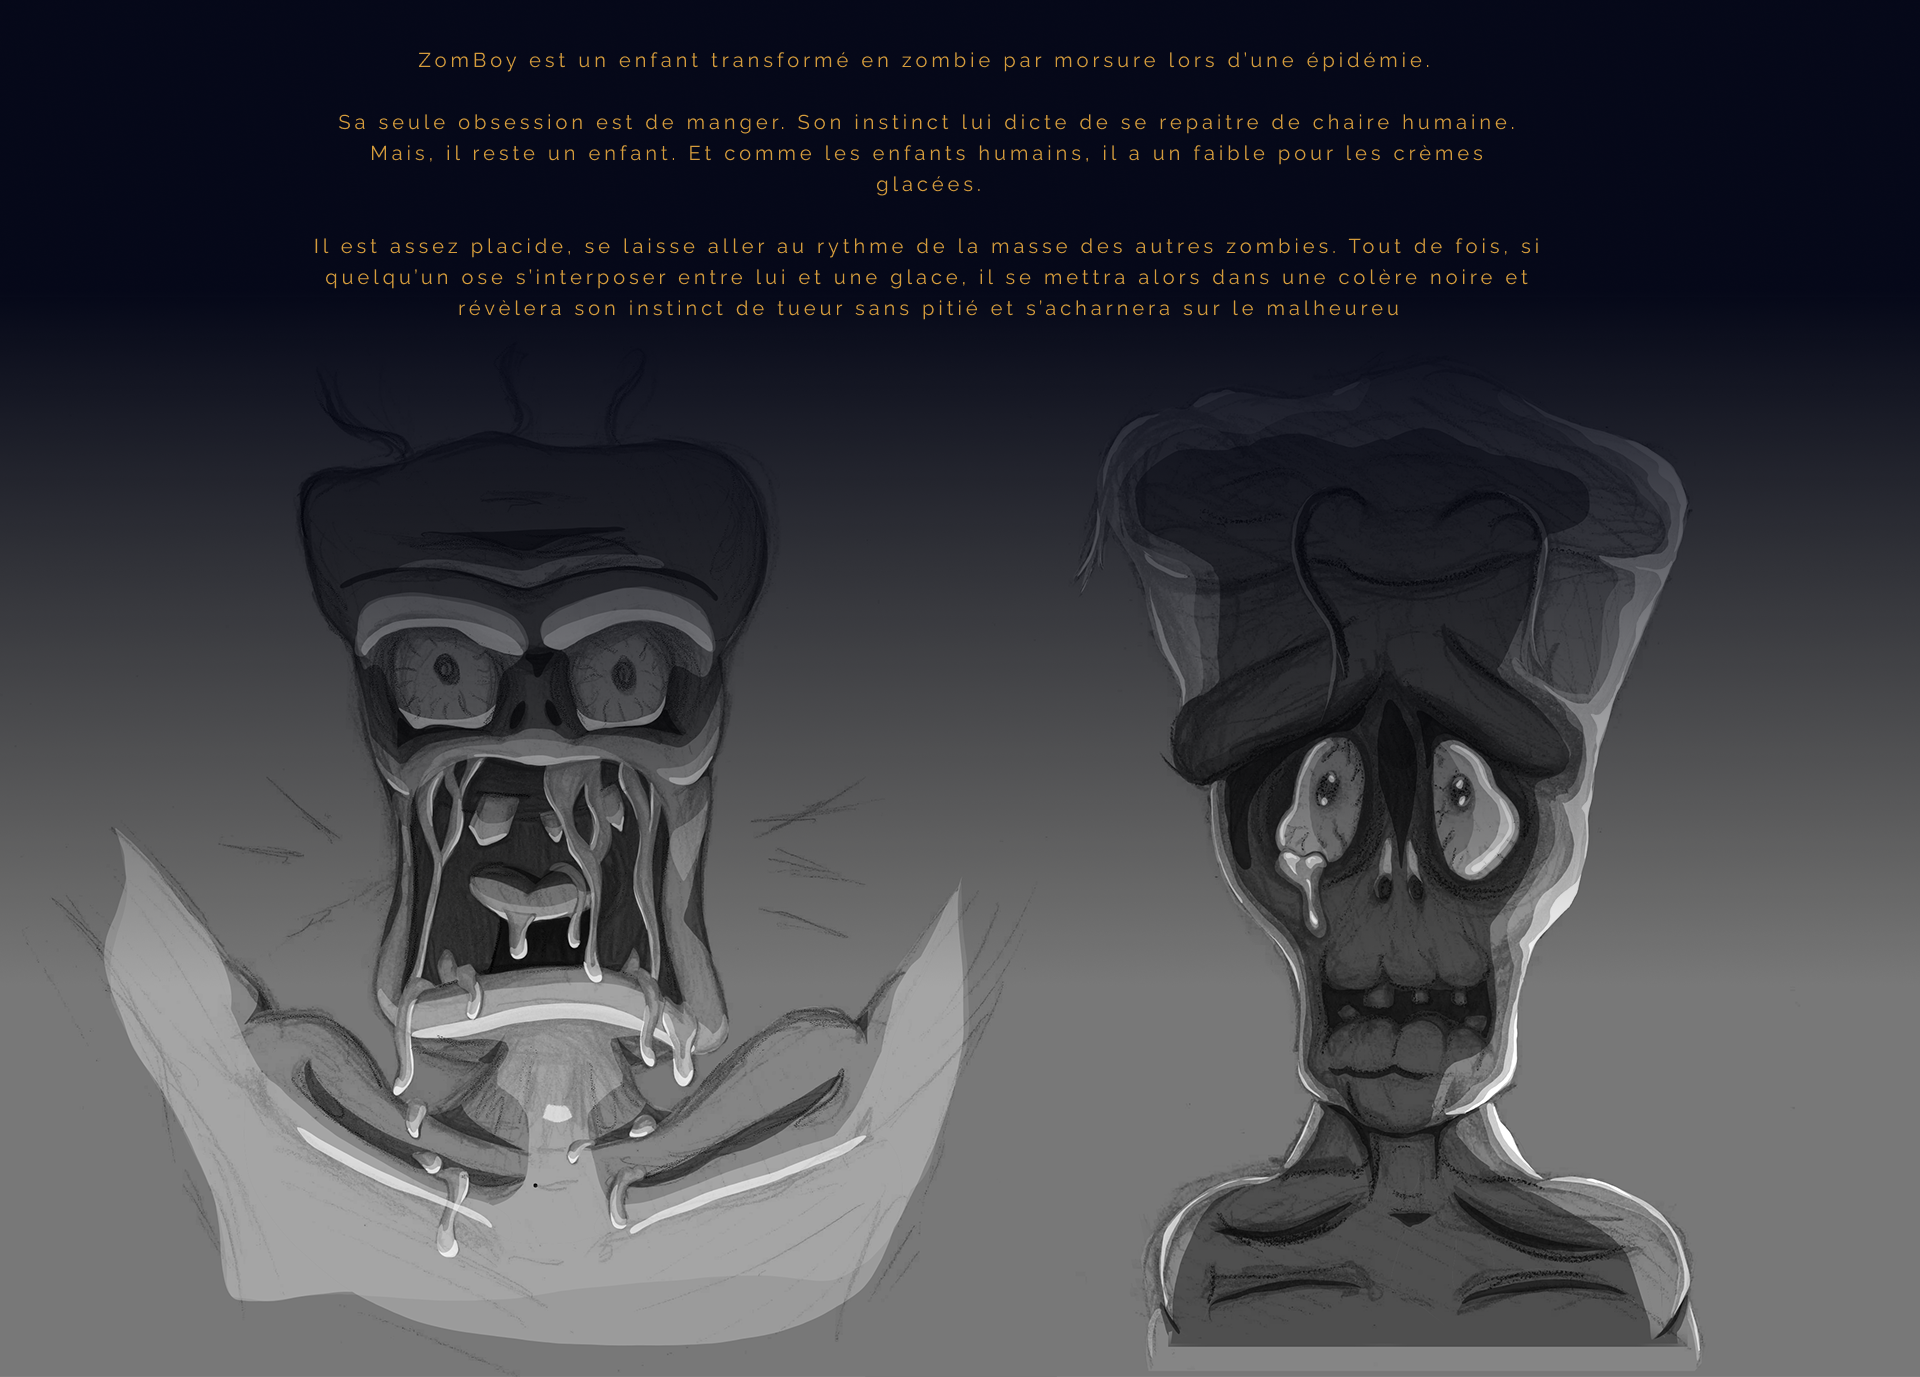 ZomBoy est un enfant transformé en zombie par morsure lors d'une épidémie.
Sa seule obsession est de manger. Son instinct lui dicte de se repaitre de chaire humaine.
Mais, il reste un enfant. Et comme les enfants humains, il a un faible pour les crèmes
glacées.
Il est assez placide, se laisse aller au rythme de la masse des autres zombies. Tout de fois, si
quelqu'un ose s'interposer entre lui et une glace, il se mettra alors dans une colère noire et
révèlera son instinct de tueur sans pitié et s'acharnera sur le malheureu